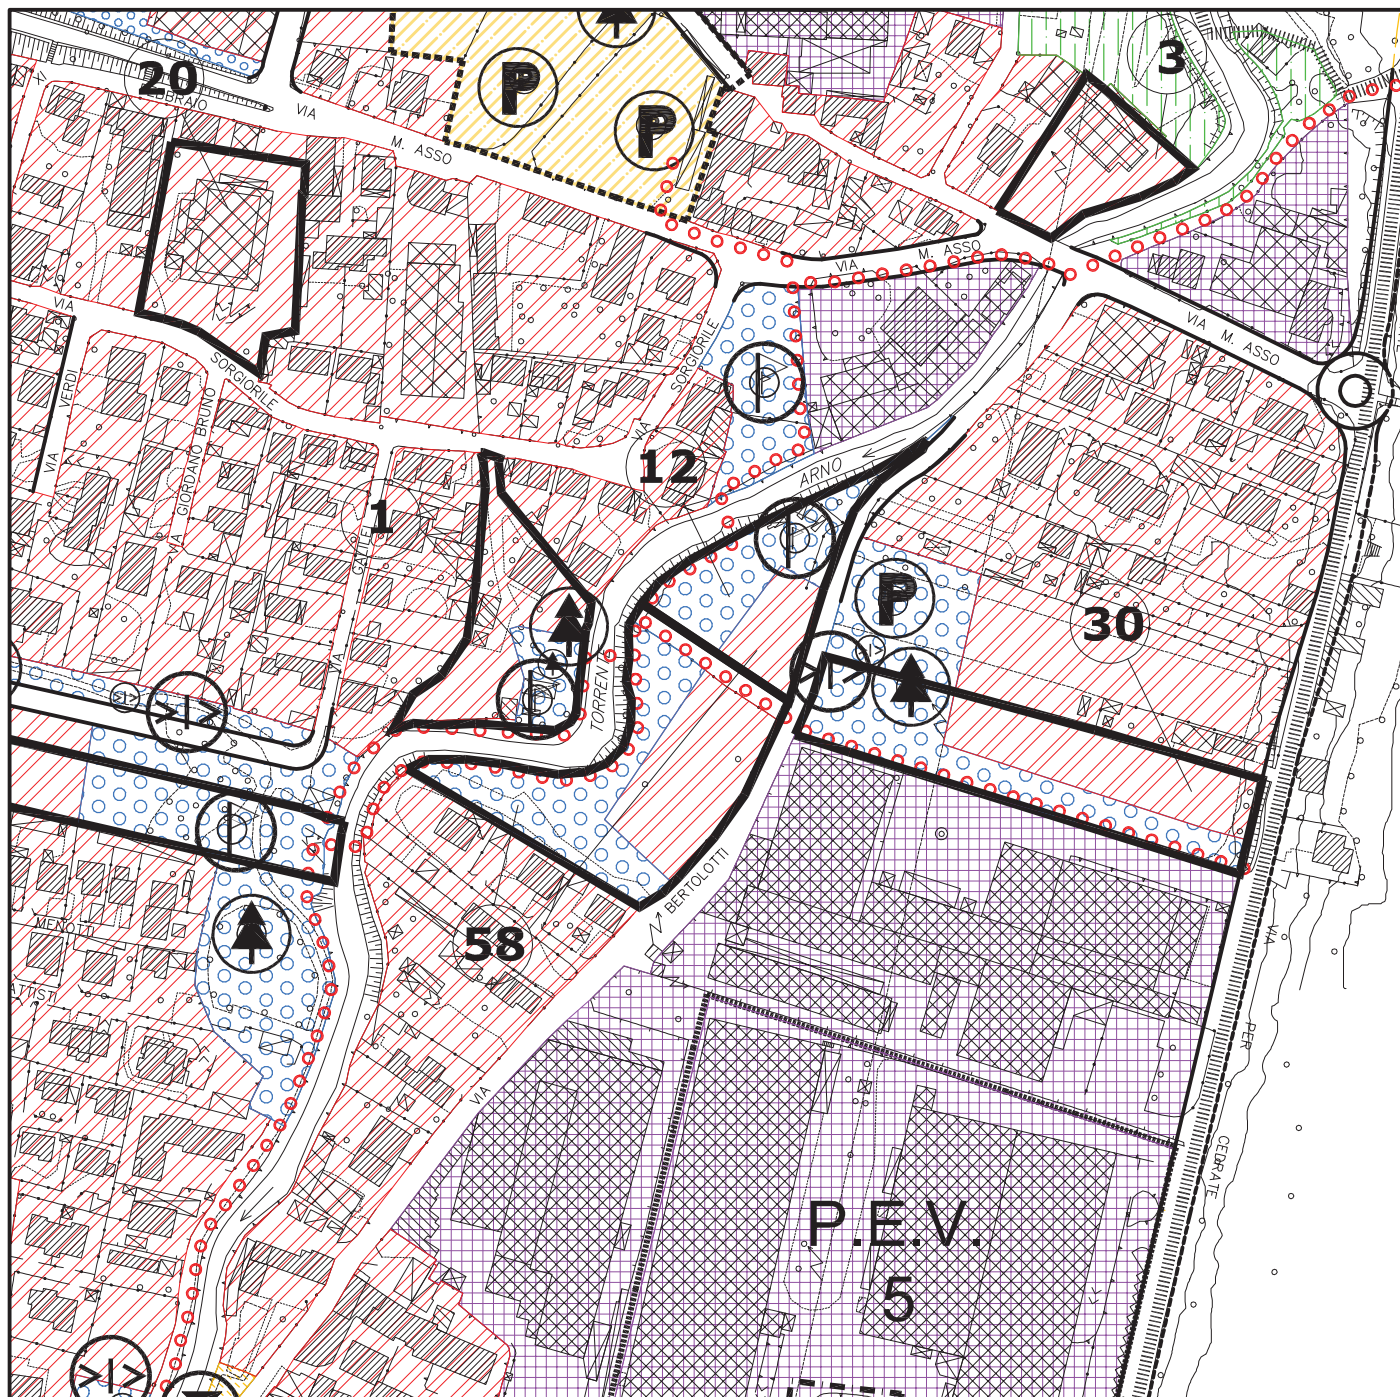 20
EBBRAIO
VIA
M. ASSO
P
P
3
VIA
M. ASSO
VIA
M. ASSO
VIA
SORGIORILE
VIA
VERDI
VIA
GIORDANO BRUNO
VIA
SORGIORILE
12
ARNO
1
VIA
P
30
TORRENTE
>|>
>|>
>|>
VIA
BERTOLOTTI
58
MENOTTI
VIA
PER
CEDRATE
P.E.V.
5
>|>